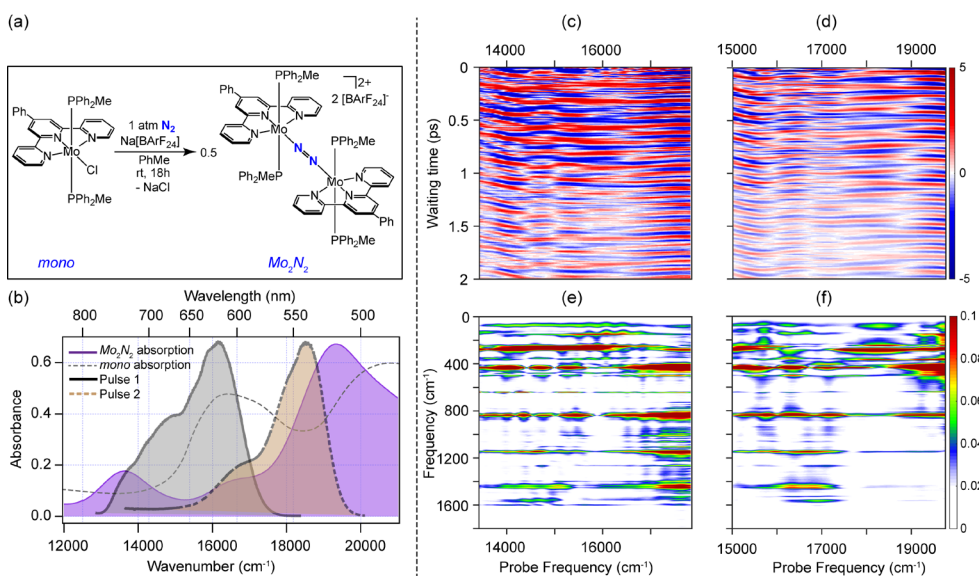 (a)
PPh₂Me
Ph
N
N
N
Mo
Cl
PPh₂Me
mono
1 atm N₂
Na[BArF₂₄]
PhMe
rt, 18h
- NaCl
0.5
PPh₂Me
2+
2 [BArF₂₄]⁻
Ph
N
N
N
Mo
N
N
PPh₂Me
Ph₂MeP
Mo
N
N
N
Ph
PPh₂Me
Mo₂N₂
(b)
Wavelength (nm)
800 700 650 600 550 500
Mo₂N₂ absorption
mono absorption
Pulse 1
Pulse 2
Absorbance
0.6
0.4
0.2
0.0
12000 14000 16000 18000 20000
Wavenumber (cm⁻¹)
(c)
14000 16000
Waiting time (ps)
0
0.5
1
1.5
2
(d)
15000 17000 19000
5
0
-5
(e)
Frequency (cm⁻¹)
0
400
800
1200
1600
14000 16000
Probe Frequency (cm⁻¹)
(f)
15000 17000 19000
Probe Frequency (cm⁻¹)
0.1
0.08
0.06
0.04
0.02
0